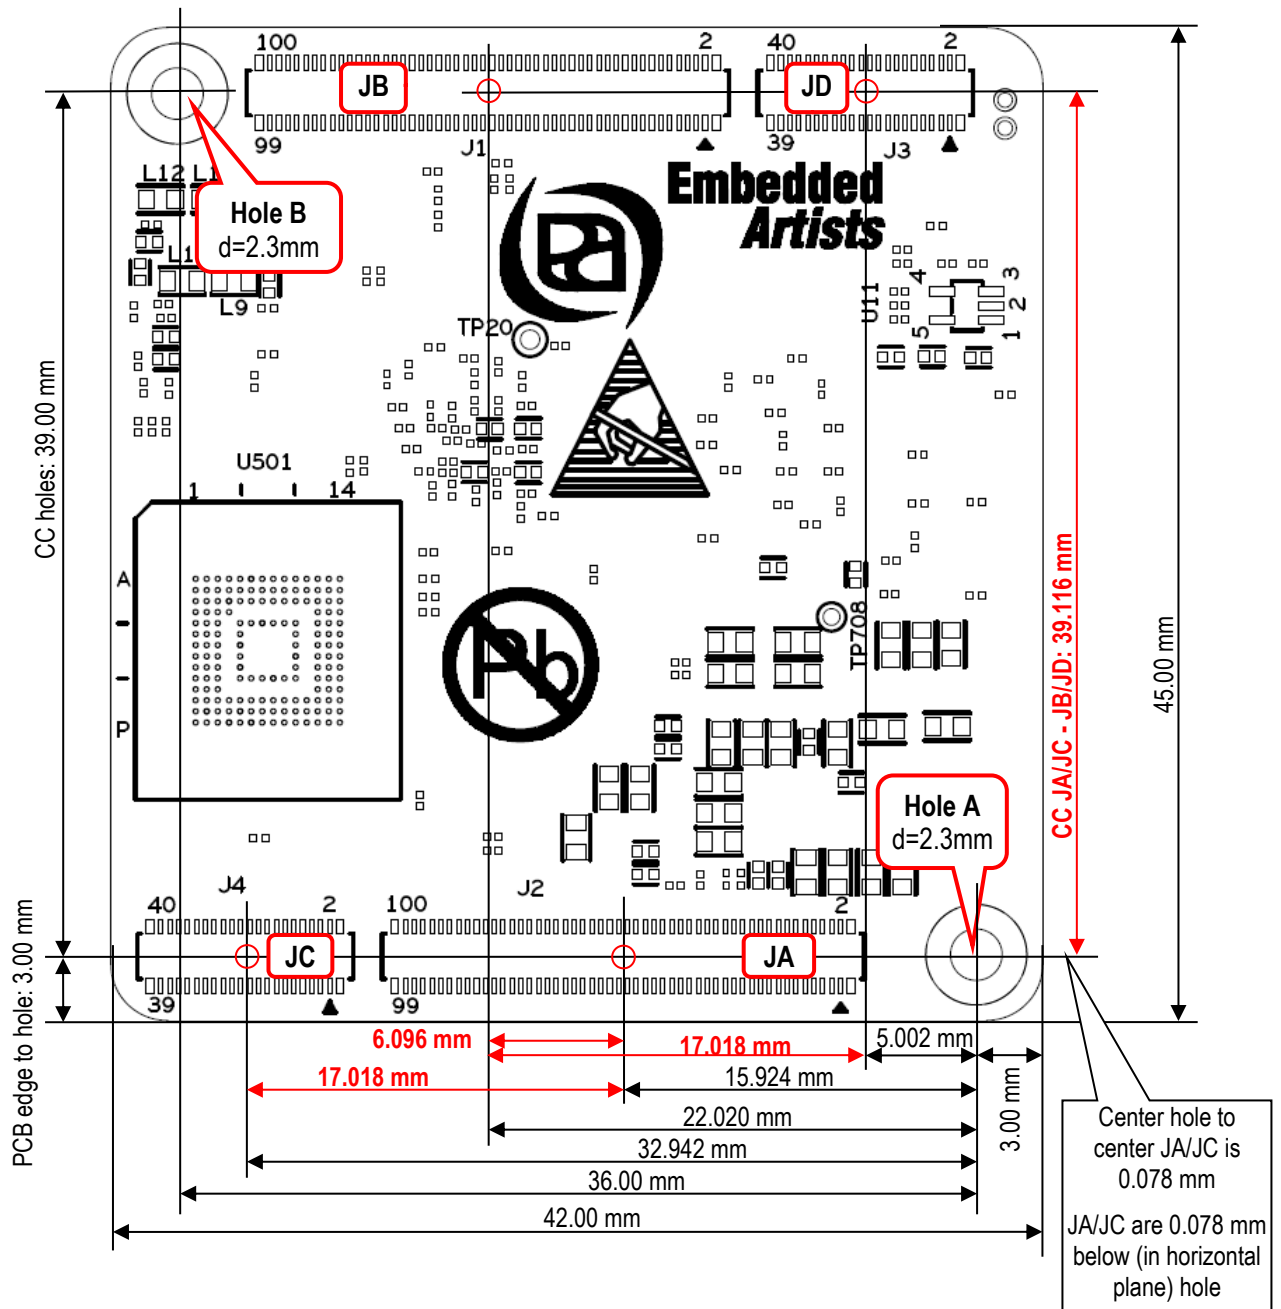 100
2
40
2
JB
JD
99
J1
39
J3
L12
L1
Hole B
d=2.3mm
Embedded
Artists
L1
L9
4
3
U11
2
5
1
TP20
CC holes: 39.00 mm
U501
1
14
A
P
Pb
TP708
CC JA/JC - JB/JD: 39.116 mm
45.00 mm
Hole A
d=2.3mm
J4
J2
40
2
100
2
JC
JA
39
99
PCB edge to hole: 3.00 mm
6.096 mm
17.018 mm
5.002 mm
17.018 mm
15.924 mm
3.00 mm
22.020 mm
32.942 mm
36.00 mm
42.00 mm
Center hole to
center JA/JC is
0.078 mm
JA/JC are 0.078 mm
below (in horizontal
plane) hole